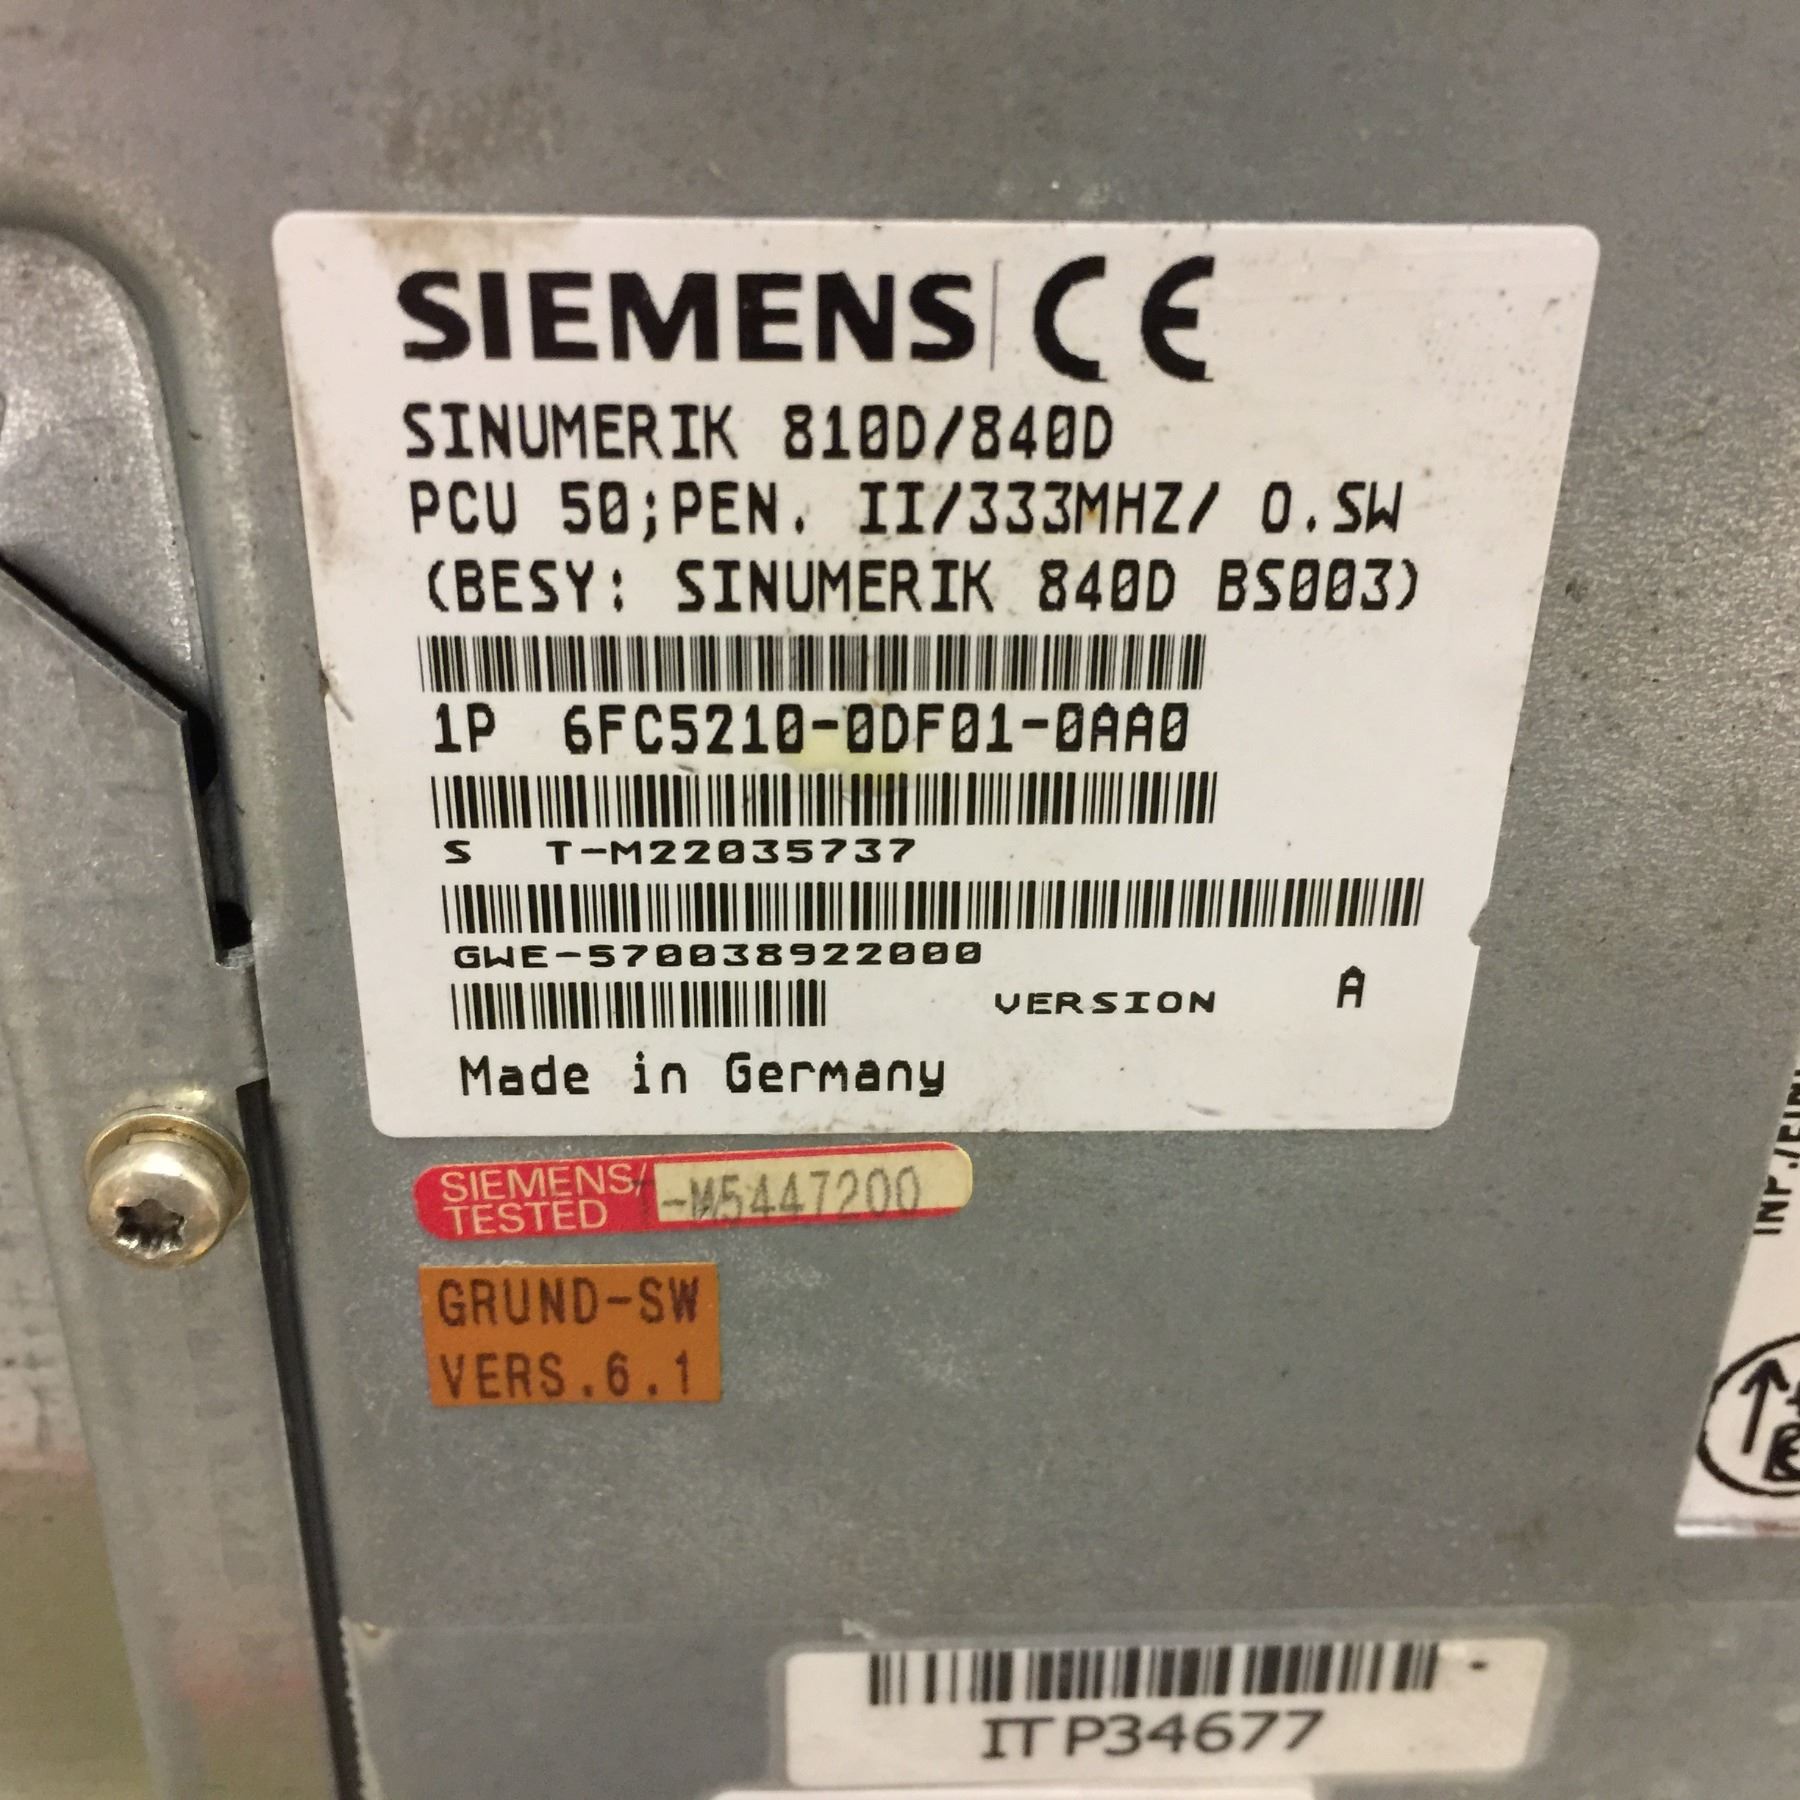 SIEMENS CE
SINUMERIK 810D/840D
PCU 50;PEN. II/333MHZ/ O.SW
(BESY: SINUMERIK 840D BS003)
1P 6FC5210-0DF01-0AA0
S T-M22035737
GWE-570038922000
VERSION A
Made in Germany
SIEMENS/
TESTED T-M5447200
GRUND-SW
VERS.6.1
INP./
ITP34677